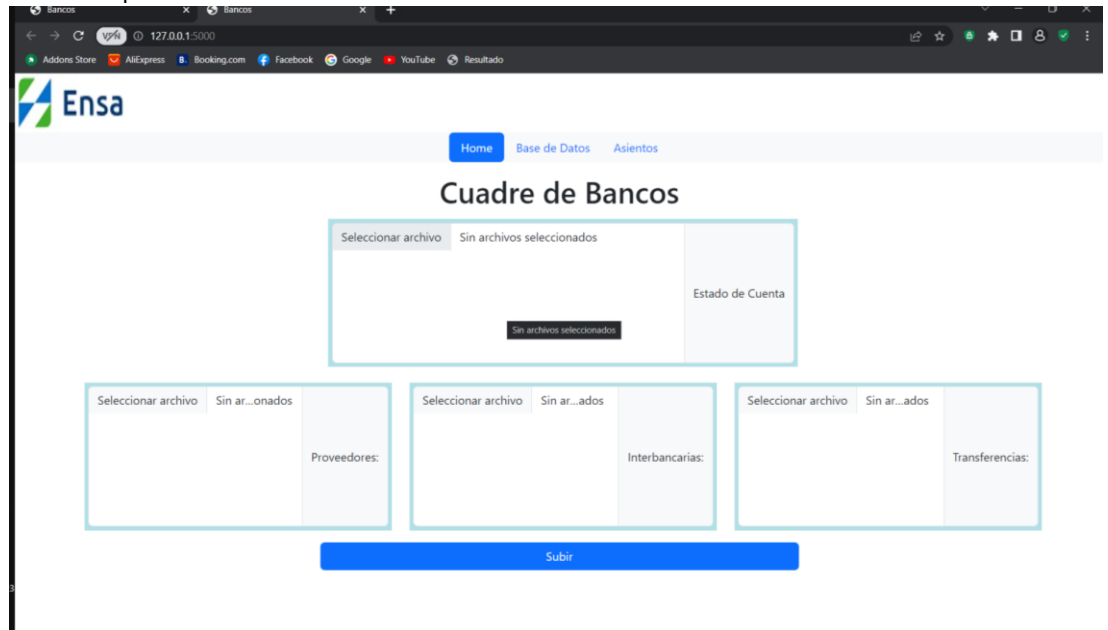 Bancos
Bancos
VPN 127.0.0.1:5000
Addons Store AliExpress B. Booking.com Facebook Google YouTube Resultado
Ensa
Home Base de Datos Asientos
Cuadre de Bancos
Seleccionar archivo Sin archivos seleccionados
Estado de Cuenta
Sin archivos seleccionados
Seleccionar archivo Sin ar...onados
Proveedores:
Seleccionar archivo Sin ar...ados
Interbancarias:
Seleccionar archivo Sin ar...ados
Transferencias:
Subir
3